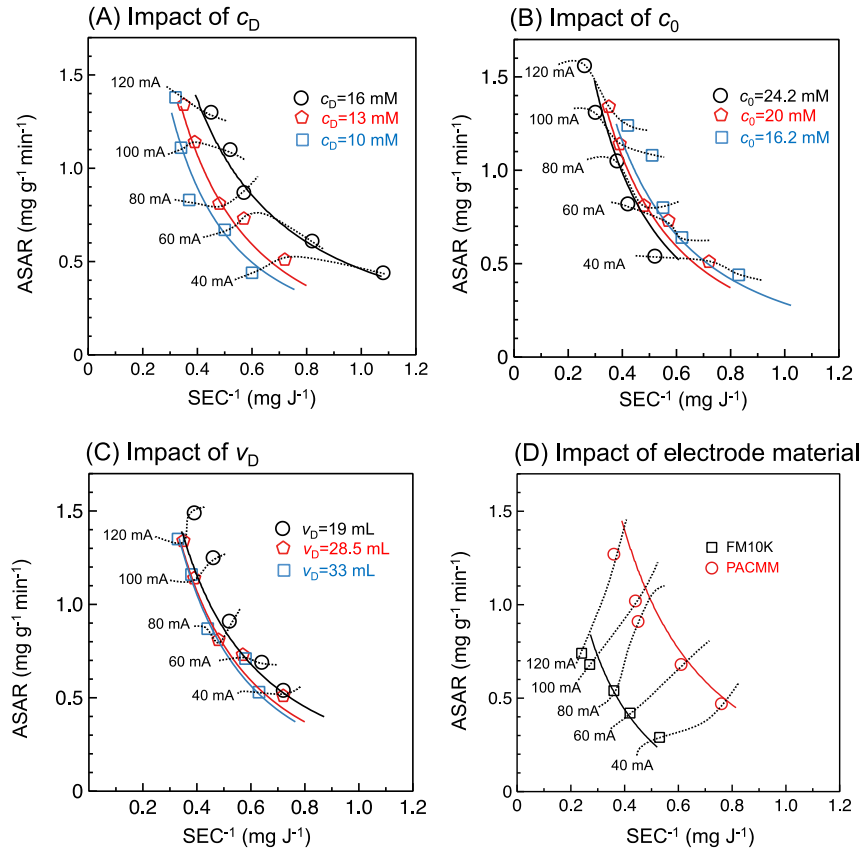 (A) Impact of c_D
ASAR (mg g⁻¹ min⁻¹)
1.5
1.0
0.5
0
120 mA
100 mA
80 mA
60 mA
40 mA
c_D=16 mM
c_D=13 mM
c_D=10 mM
0.2 0.4 0.6 0.8 1.0 1.2
SEC⁻¹ (mg J⁻¹)
(B) Impact of c₀
ASAR (mg g⁻¹ min⁻¹)
1.5
1.0
0.5
0
120 mA
100 mA
80 mA
60 mA
40 mA
c₀=24.2 mM
c₀=20 mM
c₀=16.2 mM
0 0.2 0.4 0.6 0.8 1.0 1.2
SEC⁻¹ (mg J⁻¹)
(C) Impact of v_D
ASAR (mg g⁻¹ min⁻¹)
1.5
1.0
0.5
0
120 mA
100 mA
80 mA
60 mA
40 mA
v_D=19 mL
v_D=28.5 mL
v_D=33 mL
0.2 0.4 0.6 0.8 1.0 1.2
SEC⁻¹ (mg J⁻¹)
(D) Impact of electrode material
ASAR (mg g⁻¹ min⁻¹)
1.5
1.0
0.5
0
120 mA
100 mA
80 mA
60 mA
40 mA
FM10K
PACMM
0 0.2 0.4 0.6 0.8 1.0 1.2
SEC⁻¹ (mg J⁻¹)